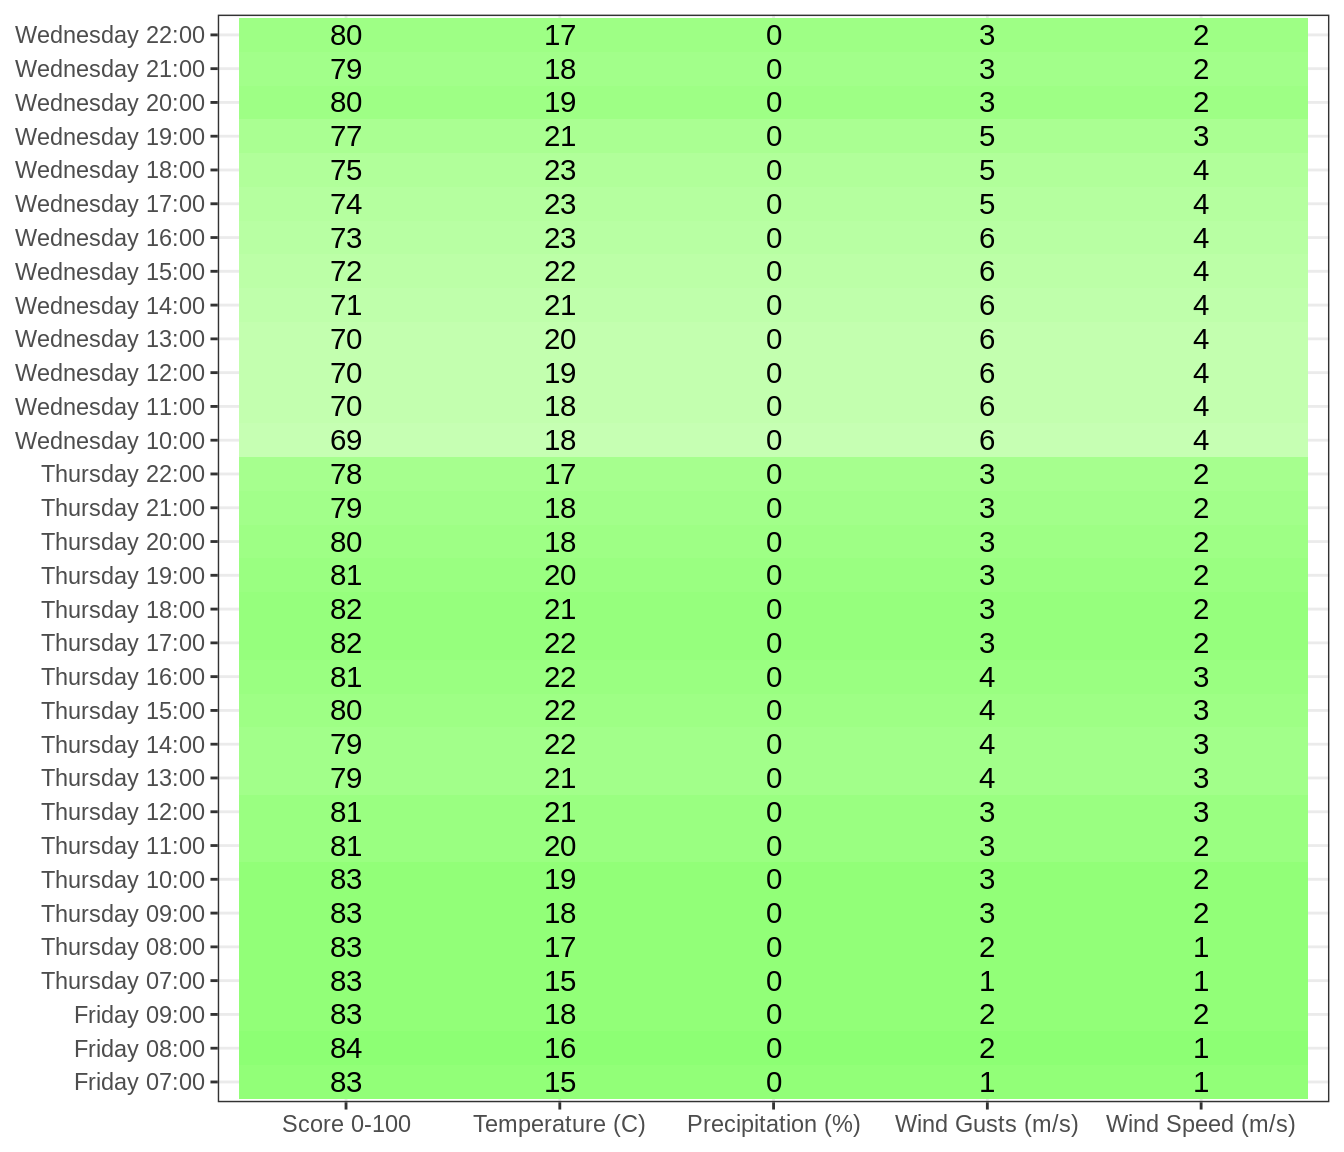 Wednesday 22:00 80 17 0 3 2
Wednesday 21:00 79 18 0 3 2
Wednesday 20:00 80 19 0 3 2
Wednesday 19:00 77 21 0 5 3
Wednesday 18:00 75 23 0 5 4
Wednesday 17:00 74 23 0 5 4
Wednesday 16:00 73 23 0 6 4
Wednesday 15:00 72 22 0 6 4
Wednesday 14:00 71 21 0 6 4
Wednesday 13:00 70 20 0 6 4
Wednesday 12:00 70 19 0 6 4
Wednesday 11:00 70 18 0 6 4
Wednesday 10:00 69 18 0 6 4
Thursday 22:00 78 17 0 3 2
Thursday 21:00 79 18 0 3 2
Thursday 20:00 80 18 0 3 2
Thursday 19:00 81 20 0 3 2
Thursday 18:00 82 21 0 3 2
Thursday 17:00 82 22 0 3 2
Thursday 16:00 81 22 0 4 3
Thursday 15:00 80 22 0 4 3
Thursday 14:00 79 22 0 4 3
Thursday 13:00 79 21 0 4 3
Thursday 12:00 81 21 0 3 3
Thursday 11:00 81 20 0 3 2
Thursday 10:00 83 19 0 3 2
Thursday 09:00 83 18 0 3 2
Thursday 08:00 83 17 0 2 1
Thursday 07:00 83 15 0 1 1
Friday 09:00 83 18 0 2 2
Friday 08:00 84 16 0 2 1
Friday 07:00 83 15 0 1 1
Score 0-100 Temperature (C) Precipitation (%) Wind Gusts (m/s) Wind Speed (m/s)